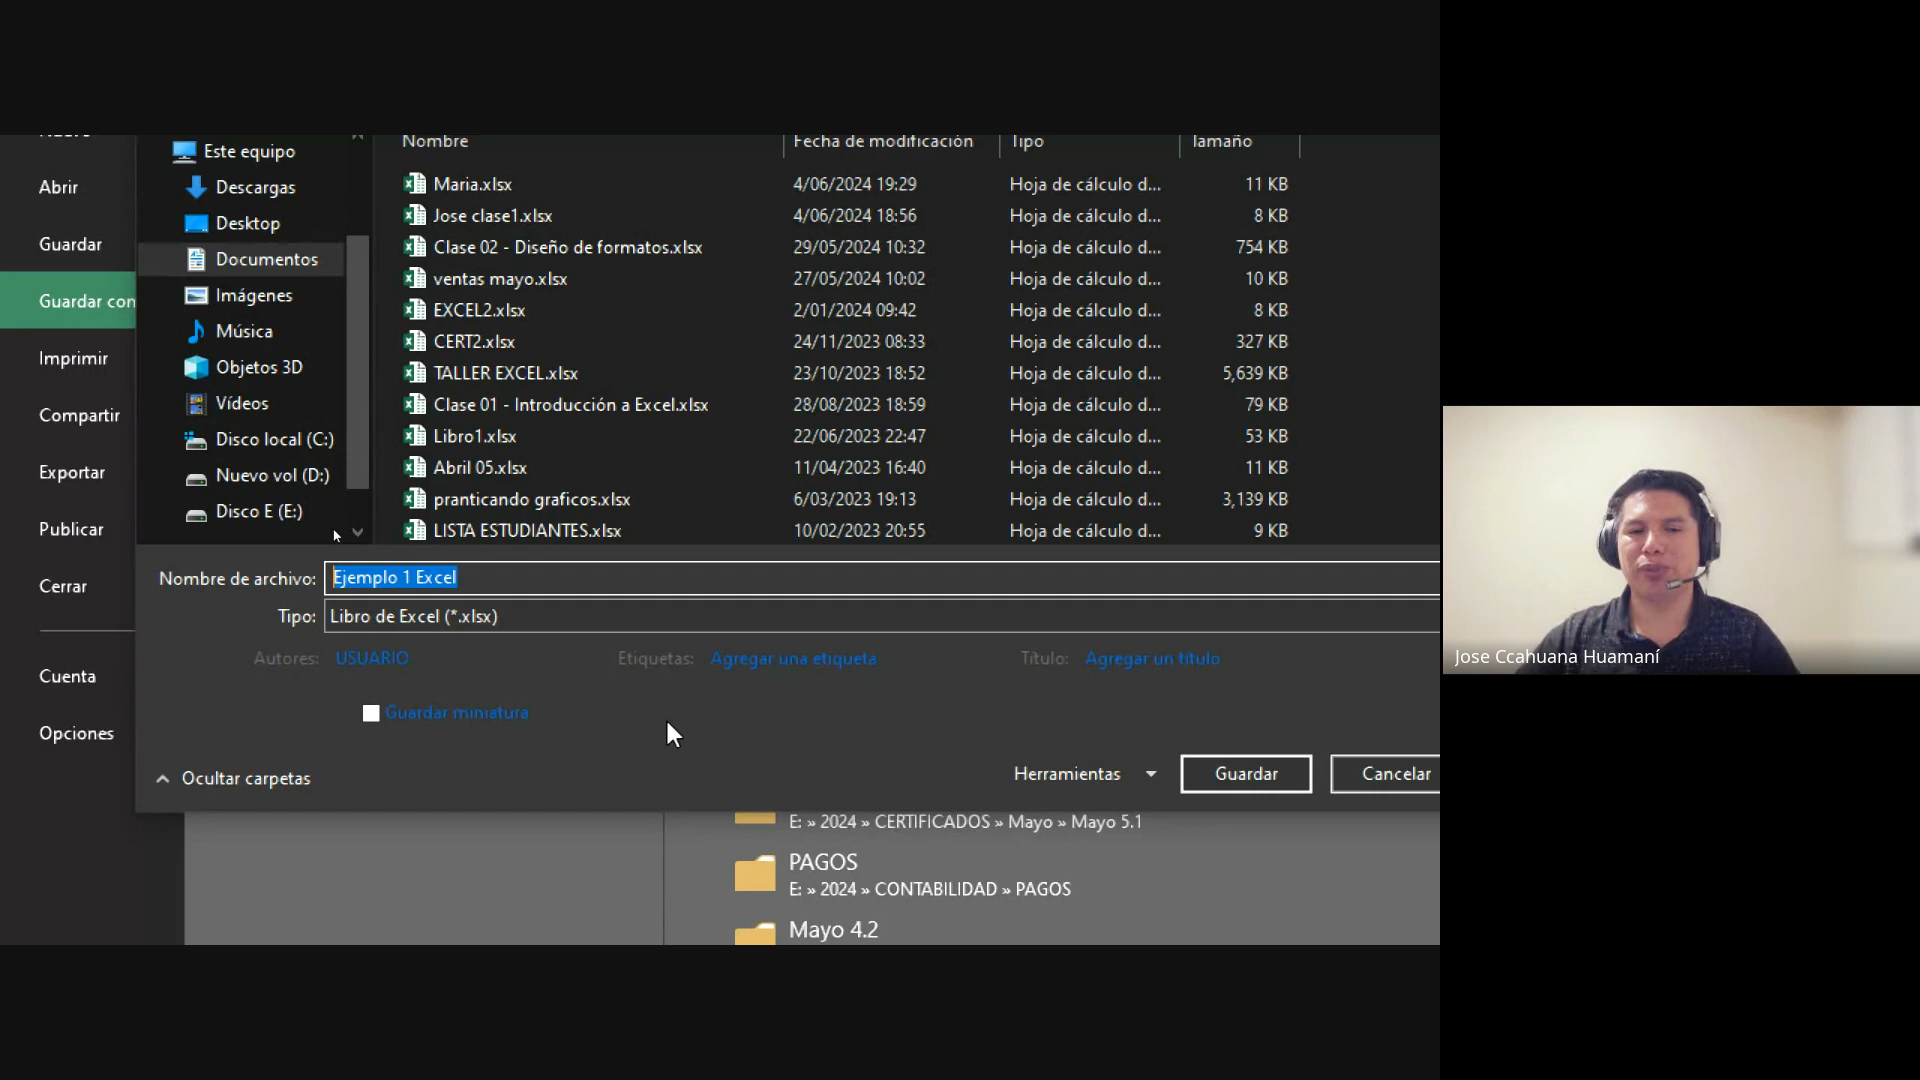 Nuevo
Abrir
Guardar
Guardar con
Imprimir
Compartir
Exportar
Publicar
Cerrar
Cuenta
Opciones
Este equipo
Descargas
Desktop
Documentos
Imágenes
Música
Objetos 3D
Vídeos
Disco local (C:)
Nuevo vol (D:)
Disco E (E:)
Nombre Fecha de modificación Tipo Tamaño
Maria.xlsx 4/06/2024 19:29 Hoja de cálculo d... 11 KB
Jose clase1.xlsx 4/06/2024 18:56 Hoja de cálculo d... 8 KB
Clase 02 - Diseño de formatos.xlsx 29/05/2024 10:32 Hoja de cálculo d... 754 KB
ventas mayo.xlsx 27/05/2024 10:02 Hoja de cálculo d... 10 KB
EXCEL2.xlsx 2/01/2024 09:42 Hoja de cálculo d... 8 KB
CERT2.xlsx 24/11/2023 08:33 Hoja de cálculo d... 327 KB
TALLER EXCEL.xlsx 23/10/2023 18:52 Hoja de cálculo d... 5,639 KB
Clase 01 - Introducción a Excel.xlsx 28/08/2023 18:59 Hoja de cálculo d... 79 KB
Libro1.xlsx 22/06/2023 22:47 Hoja de cálculo d... 53 KB
Abril 05.xlsx 11/04/2023 16:40 Hoja de cálculo d... 11 KB
pranticando graficos.xlsx 6/03/2023 19:13 Hoja de cálculo d... 3,139 KB
LISTA ESTUDIANTES.xlsx 10/02/2023 20:55 Hoja de cálculo d... 9 KB
Nombre de archivo: Ejemplo 1 Excel
Tipo: Libro de Excel (*.xlsx)
Autores: USUARIO Etiquetas: Agregar una etiqueta Título: Agregar un título
Guardar miniatura
Ocultar carpetas Herramientas Guardar Cancelar
E: » 2024 » CERTIFICADOS » Mayo » Mayo 5.1
PAGOS
E: » 2024 » CONTABILIDAD » PAGOS
Mayo 4.2
Jose Ccahuana Huamaní